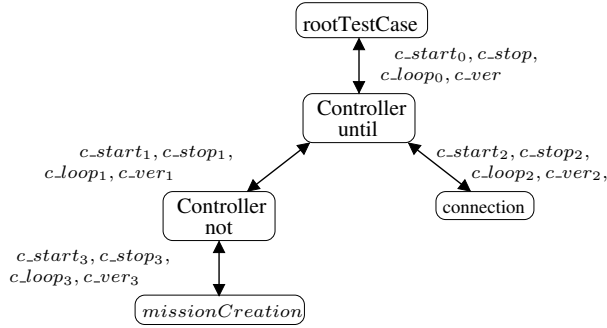 rootTestCase
c_start₀, c_stop,
c_loop₀, c_ver
Controller
until
c_start₁, c_stop₁,
c_loop₁, c_ver₁
c_start₂, c_stop₂,
c_loop₂, c_ver₂,
Controller
not
connection
c_start₃, c_stop₃,
c_loop₃, c_ver₃
missionCreation